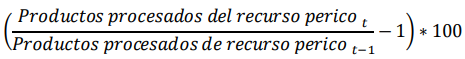 (Productos procesados del recurso perico t / Productos procesados de recurso perico t−1 − 1) ∗ 100